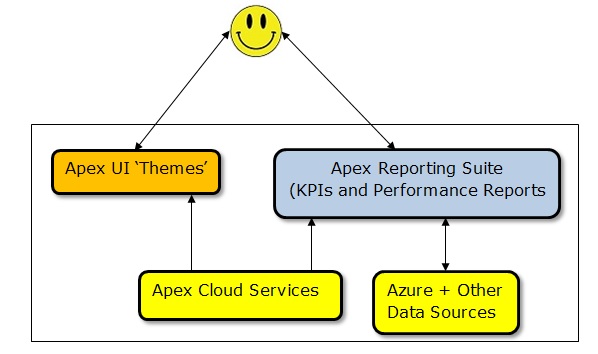 Apex UI ‘Themes’
Apex Reporting Suite
(KPIs and Performance Reports
Apex Cloud Services
Azure + Other
Data Sources